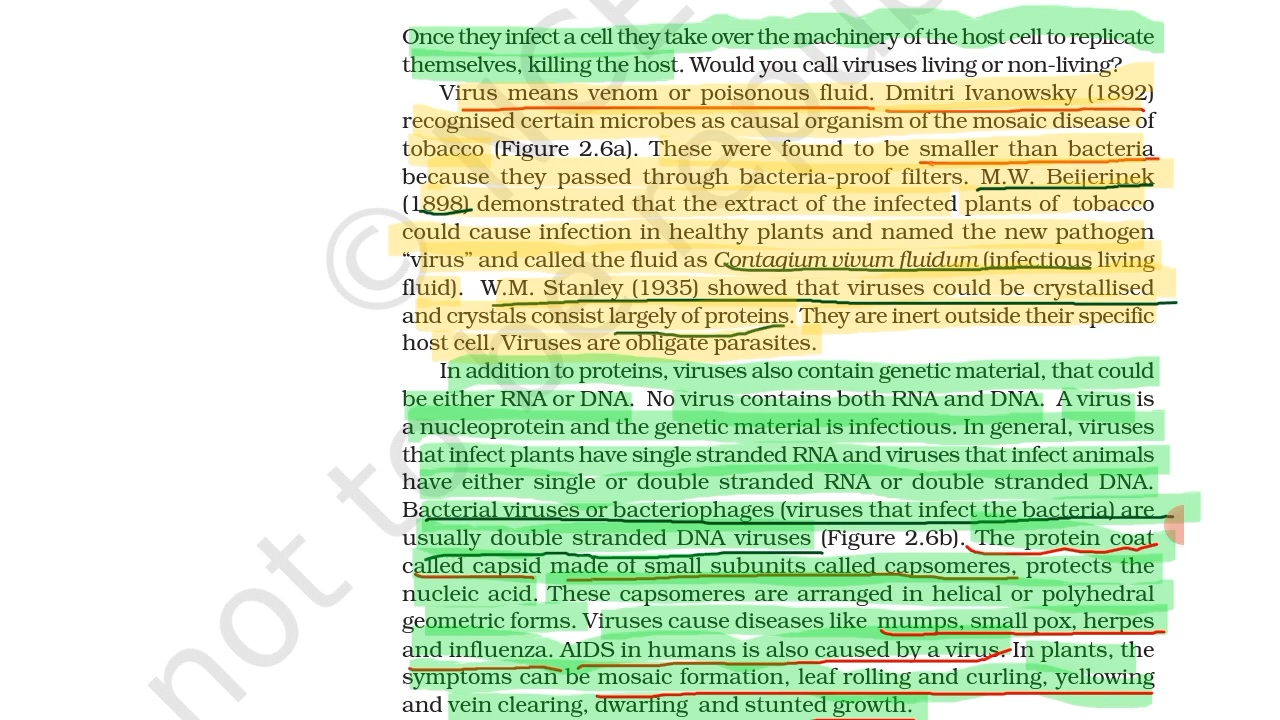 Once they infect a cell they take over the machinery of the host cell to replicate
themselves, killing the host. Would you call viruses living or non-living?
Virus means venom or poisonous fluid. Dmitri Ivanowsky (1892)
recognised certain microbes as causal organism of the mosaic disease of
tobacco (Figure 2.6a). These were found to be smaller than bacteria
because they passed through bacteria-proof filters. M.W. Beijerinek
(1898) demonstrated that the extract of the infected plants of tobacco
could cause infection in healthy plants and named the new pathogen
“virus” and called the fluid as Contagium vivum fluidum (infectious living
fluid). W.M. Stanley (1935) showed that viruses could be crystallised
and crystals consist largely of proteins. They are inert outside their specific
host cell. Viruses are obligate parasites.
In addition to proteins, viruses also contain genetic material, that could
be either RNA or DNA. No virus contains both RNA and DNA. A virus is
a nucleoprotein and the genetic material is infectious. In general, viruses
that infect plants have single stranded RNA and viruses that infect animals
have either single or double stranded RNA or double stranded DNA.
Bacterial viruses or bacteriophages (viruses that infect the bacteria) are
usually double stranded DNA viruses (Figure 2.6b). The protein coat
called capsid made of small subunits called capsomeres, protects the
nucleic acid. These capsomeres are arranged in helical or polyhedral
geometric forms. Viruses cause diseases like mumps, small pox, herpes
and influenza. AIDS in humans is also caused by a virus. In plants, the
symptoms can be mosaic formation, leaf rolling and curling, yellowing
and vein clearing, dwarfing and stunted growth.
© NC
not to be republ